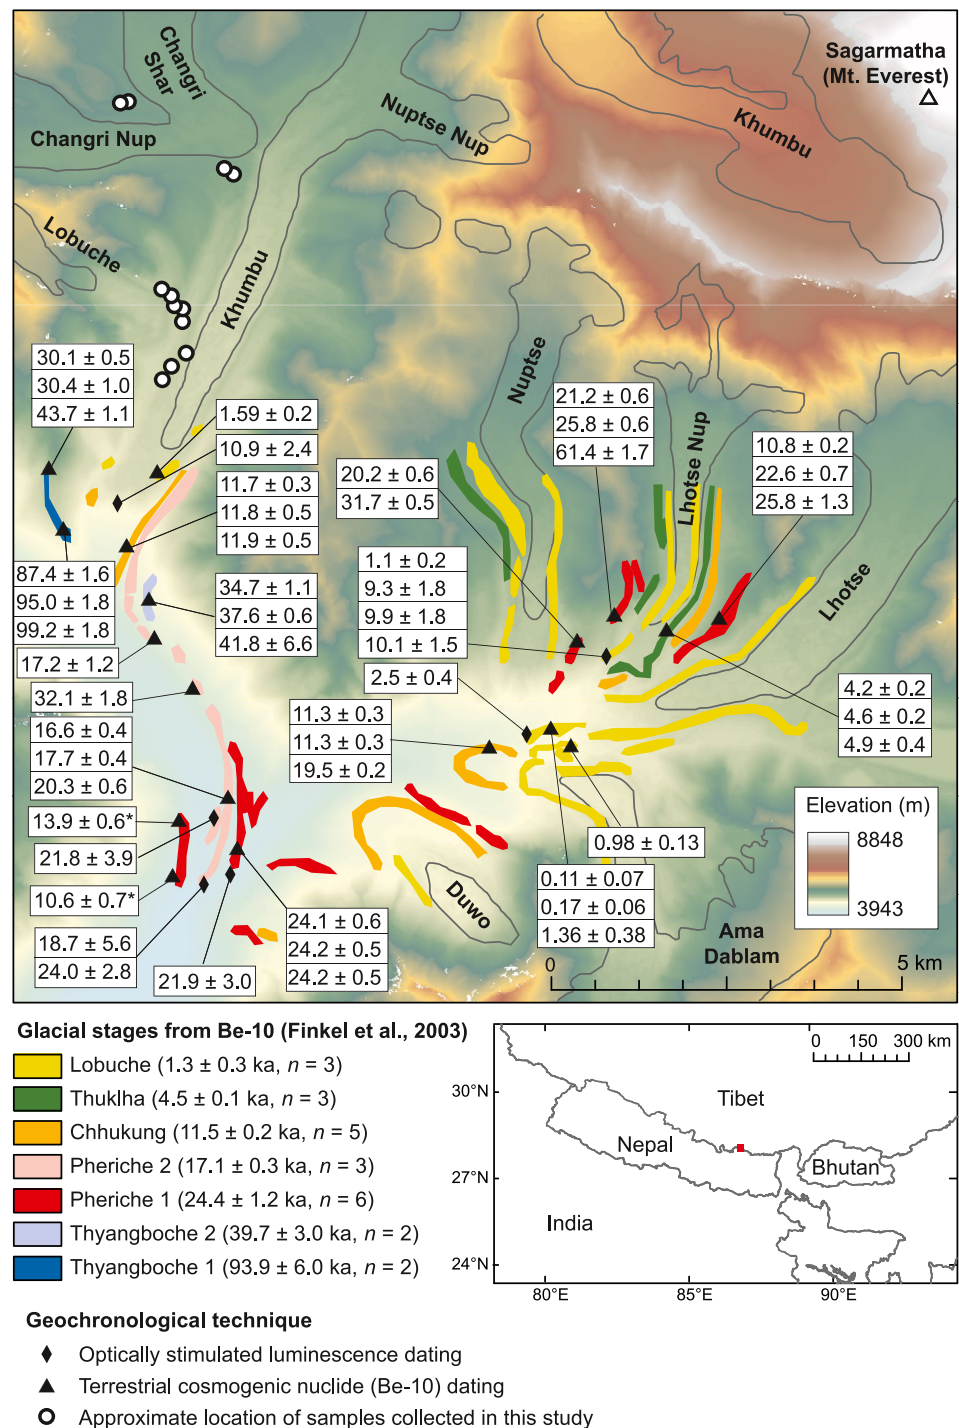 Changri
Shar
Changri Nup
Nuptse Nup
Sagarmatha
(Mt. Everest)
Khumbu
Lobuche
Khumbu
Nuptse
Lhotse Nup
Lhotse
30.1 ± 0.5
30.4 ± 1.0
43.7 ± 1.1
1.59 ± 0.2
10.9 ± 2.4
11.7 ± 0.3
11.8 ± 0.5
11.9 ± 0.5
21.2 ± 0.6
25.8 ± 0.6
61.4 ± 1.7
20.2 ± 0.6
31.7 ± 0.5
10.8 ± 0.2
22.6 ± 0.7
25.8 ± 1.3
87.4 ± 1.6
95.0 ± 1.8
99.2 ± 1.8
34.7 ± 1.1
37.6 ± 0.6
41.8 ± 6.6
1.1 ± 0.2
9.3 ± 1.8
9.9 ± 1.8
10.1 ± 1.5
17.2 ± 1.2
2.5 ± 0.4
32.1 ± 1.8
4.2 ± 0.2
4.6 ± 0.2
4.9 ± 0.4
16.6 ± 0.4
17.7 ± 0.4
20.3 ± 0.6
11.3 ± 0.3
11.3 ± 0.3
19.5 ± 0.2
13.9 ± 0.6*
21.8 ± 3.9
10.6 ± 0.7*
0.98 ± 0.13
0.11 ± 0.07
0.17 ± 0.06
1.36 ± 0.38
18.7 ± 5.6
24.0 ± 2.8
21.9 ± 3.0
24.1 ± 0.6
24.2 ± 0.5
24.2 ± 0.5
Duwo
Ama
Dablam
Elevation (m)
8848
3943
0 5 km
Glacial stages from Be-10 (Finkel et al., 2003)
Lobuche (1.3 ± 0.3 ka, n = 3)
Thuklha (4.5 ± 0.1 ka, n = 3)
Chhukung (11.5 ± 0.2 ka, n = 5)
Pheriche 2 (17.1 ± 0.3 ka, n = 3)
Pheriche 1 (24.4 ± 1.2 ka, n = 6)
Thyangboche 2 (39.7 ± 3.0 ka, n = 2)
Thyangboche 1 (93.9 ± 6.0 ka, n = 2)
0 150 300 km
30°N
27°N
24°N
Tibet
Nepal
Bhutan
India
80°E 85°E 90°E
Geochronological technique
Optically stimulated luminescence dating
Terrestrial cosmogenic nuclide (Be-10) dating
Approximate location of samples collected in this study